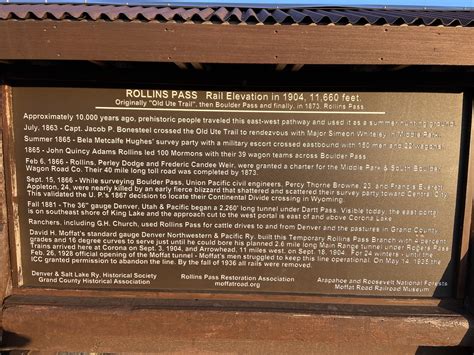 ROLLINS PASS Rail Elevation in 1904, 11,660 feet.
Originally "Old Ute Trail", then Boulder Pass and finally, in 1873, Rollins Pass.
Approximately 10,000 years ago, prehistoric people traveled this east-west pathway and used it as a summer hunting ground.
July, 1863 - Capt. Jacob P. Bonesteel crossed the Old Ute Trail to rendezvous with Major Simeon Whiteley in Middle Park.
Summer 1865 - Bela Metcalfe Hughes' survey party with a military escort crossed eastbound with 150 men and 22 wagons.
1865 - John Quincy Adams Rollins led 100 Mormons with their 39 wagon teams across Boulder Pass
Feb 6, 1866 - Rollins, Perley Dodge and Frederic Candee Weir, were granted a charter for the Middle Park & South Boulder
Wagon Road Co. Their 40 mile long toll road was completed by 1873.
Sept. 15, 1866 - While surveying Boulder Pass, Union Pacific civil engineers, Percy Thorne Browne, 23, and Francis Everett
Appleton, 24, were nearly killed by an early fierce blizzard that shattered and scattered their survey party toward Central City.
This validated the U. P.'s 1867 decision to locate their Continental Divide crossing in Wyoming.
Fall 1881 - The 36" gauge Denver, Utah & Pacific began a 2,260' long tunnel under Dartt Pass. Visible today, the east portal
is on southeast shore of King Lake and the approach cut to the west portal is east of and above Corona Lake.
Ranchers, including G.H. Church, used Rollins Pass for cattle drives to and from Denver and the pastures in Grand County.
David H. Moffat's standard gauge Denver Northwestern & Pacific Ry. built this Temporary Rollins Pass Branch with 4 percent
grades and 16 degree curves to serve just until he could bore his planned 2.6 mile long Main Range tunnel under Rogers Pass.
Trains arrived here at Corona on Sept. 3, 1904, and Arrowhead, 11 miles west, on Sept. 18, 1904. For 24 winters - until the
Feb. 26, 1928 official opening of the Moffat tunnel - Moffat's men struggled to keep this line operational. On May 14, 1935 the
ICC granted permission to abandon the line. By the fall of 1936 all rails were removed.
Denver & Salt Lake Ry. Historical Society
Grand County Historical Association
Rollins Pass Restoration Association
moffatroad.org
Arapahoe and Roosevelt National Forests
Moffat Road Railroad Museum